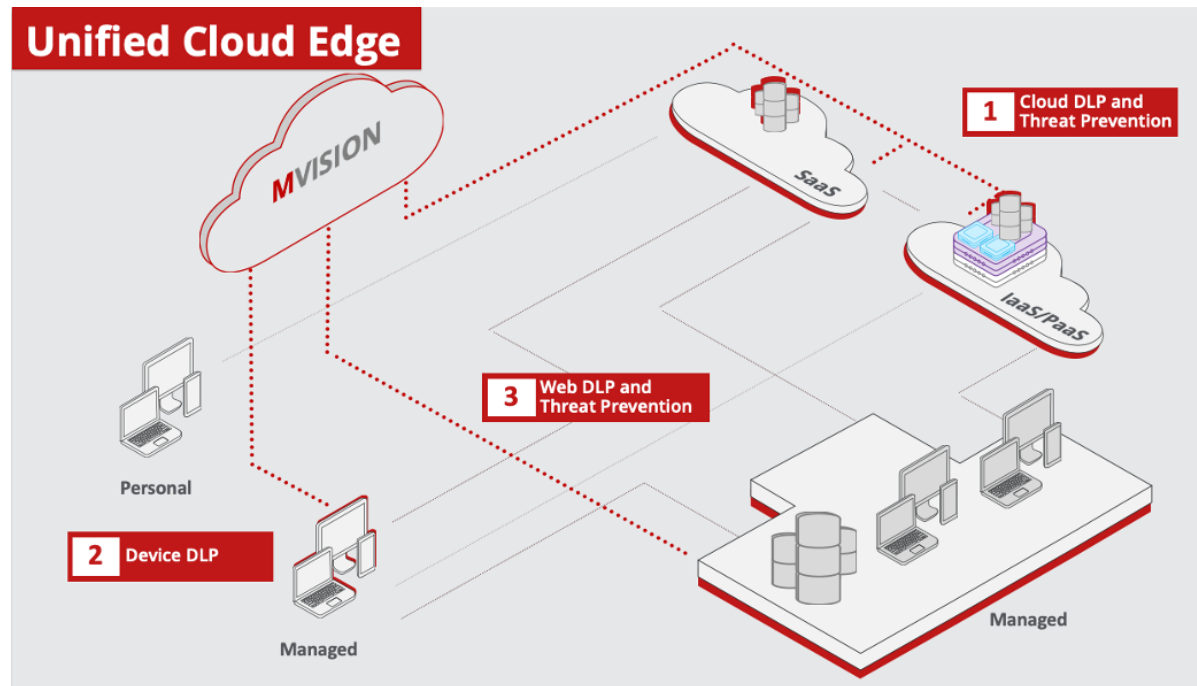 Unified Cloud Edge
MVISION
SaaS
1
Cloud DLP and
Threat Prevention
IaaS/PaaS
3
Web DLP and
Threat Prevention
Personal
2
Device DLP
Managed
Managed